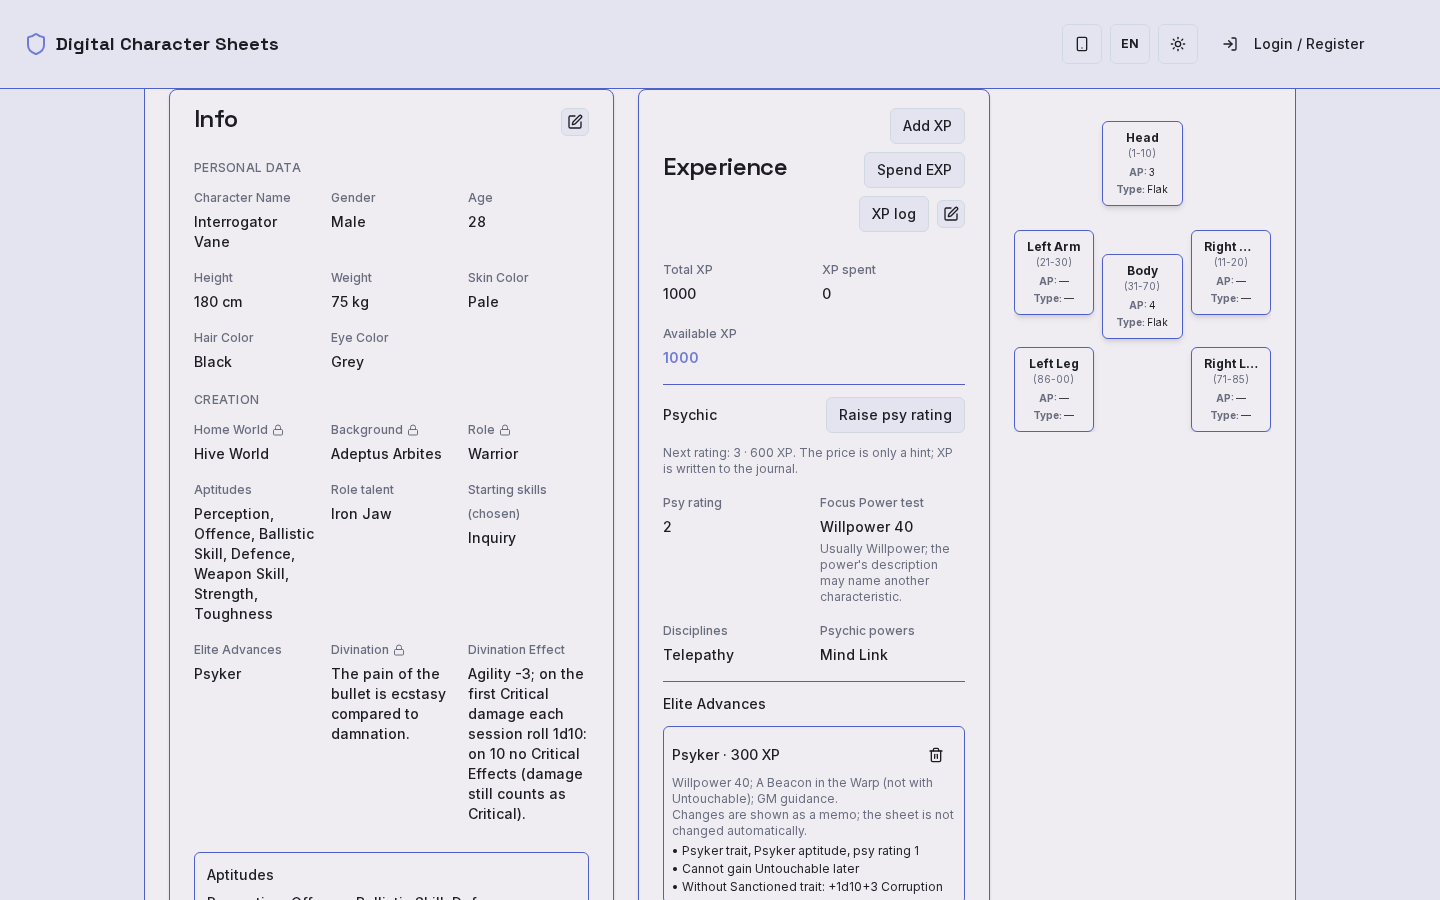 Digital Character Sheets
EN
Login / Register
Info
PERSONAL DATA
Character Name
Gender
Age
Interrogator
Vane
Male
28
Height
Weight
Skin Color
180 cm
75 kg
Pale
Hair Color
Eye Color
Black
Grey
CREATION
Home World
Background
Role
Hive World
Adeptus Arbites
Warrior
Aptitudes
Role talent
Starting skills
(chosen)
Perception,
Offence, Ballistic
Skill, Defence,
Weapon Skill,
Strength,
Toughness
Iron Jaw
Inquiry
Elite Advances
Divination
Divination Effect
Psyker
The pain of the
bullet is ecstasy
compared to
damnation.
Agility -3; on the
first Critical
damage each
session roll 1d10:
on 10 no Critical
Effects (damage
still counts as
Critical).
Aptitudes
Experience
Add XP
Spend EXP
XP log
Total XP
XP spent
1000
0
Available XP
1000
Psychic
Raise psy rating
Next rating: 3 · 600 XP. The price is only a hint; XP
is written to the journal.
Psy rating
Focus Power test
2
Willpower 40
Usually Willpower; the
power's description
may name another
characteristic.
Disciplines
Psychic powers
Telepathy
Mind Link
Elite Advances
Psyker · 300 XP
Willpower 40; A Beacon in the Warp (not with
Untouchable); GM guidance.
Changes are shown as a memo; the sheet is not
changed automatically.
• Psyker trait, Psyker aptitude, psy rating 1
• Cannot gain Untouchable later
• Without Sanctioned trait: +1d10+3 Corruption
Head
(1-10)
AP: 3
Type: Flak
Left Arm
(21-30)
AP: —
Type: —
Body
(31-70)
AP: 4
Type: Flak
Right ...
(11-20)
AP: —
Type: —
Left Leg
(86-00)
AP: —
Type: —
Right L...
(71-85)
AP: —
Type: —